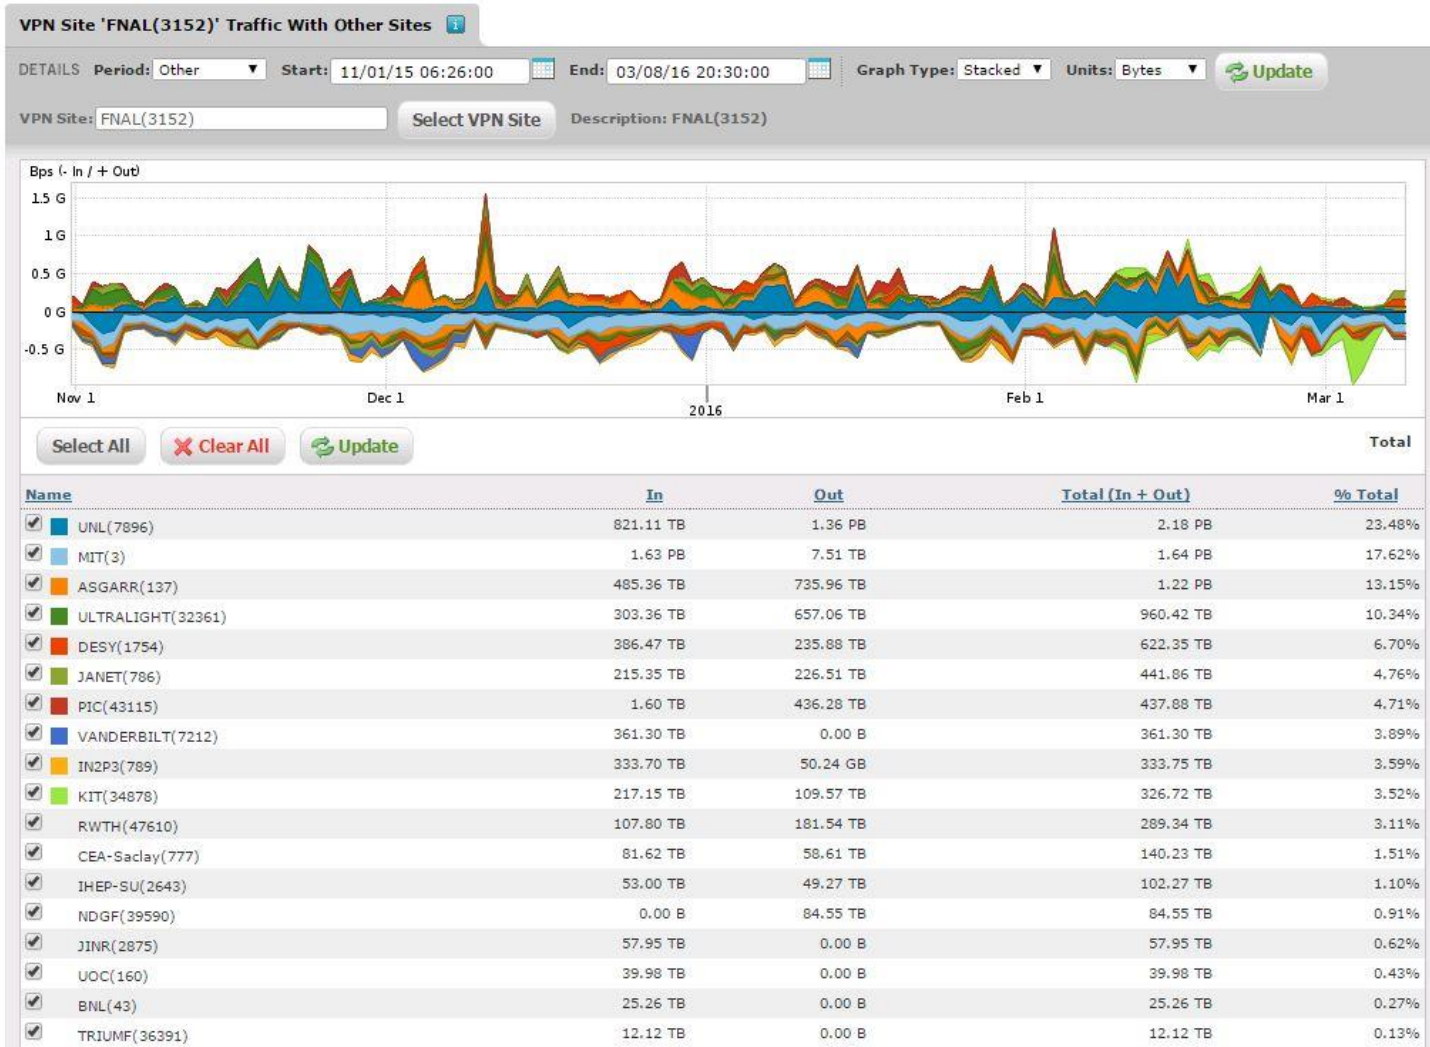 VPN Site 'FNAL(3152)' Traffic With Other Sites i
DETAILS Period: Other Start: 11/01/15 06:26:00 End: 03/08/16 20:30:00 Graph Type: Stacked Units: Bytes Update
VPN Site: FNAL(3152) Select VPN Site Description: FNAL(3152)
Bps (- In / + Out)
1.5 G
1 G
0.5 G
0 G
-0.5 G
Nov 1 Dec 1 2016 Feb 1 Mar 1
Select All Clear All Update Total
Name In Out Total (In + Out) % Total
UNL(7896) 821.11 TB 1.36 PB 2.18 PB 23.48%
MIT(3) 1.63 PB 7.51 TB 1.64 PB 17.62%
ASGARR(137) 485.36 TB 735.96 TB 1.22 PB 13.15%
ULTRALIGHT(32361) 303.36 TB 657.06 TB 960.42 TB 10.34%
DESY(1754) 386.47 TB 235.88 TB 622.35 TB 6.70%
JANET(786) 215.35 TB 226.51 TB 441.86 TB 4.76%
PIC(43115) 1.60 TB 436.28 TB 437.88 TB 4.71%
VANDERBILT(7212) 361.30 TB 0.00 B 361.30 TB 3.89%
IN2P3(789) 333.70 TB 50.24 GB 333.75 TB 3.59%
KIT(34878) 217.15 TB 109.57 TB 326.72 TB 3.52%
RWTH(47610) 107.80 TB 181.54 TB 289.34 TB 3.11%
CEA-Saclay(777) 81.62 TB 58.61 TB 140.23 TB 1.51%
IHEP-SU(2643) 53.00 TB 49.27 TB 102.27 TB 1.10%
NDGF(39590) 0.00 B 84.55 TB 84.55 TB 0.91%
JINR(2875) 57.95 TB 0.00 B 57.95 TB 0.62%
UOC(160) 39.98 TB 0.00 B 39.98 TB 0.43%
BNL(43) 25.26 TB 0.00 B 25.26 TB 0.27%
TRIUMF(36391) 12.12 TB 0.00 B 12.12 TB 0.13%